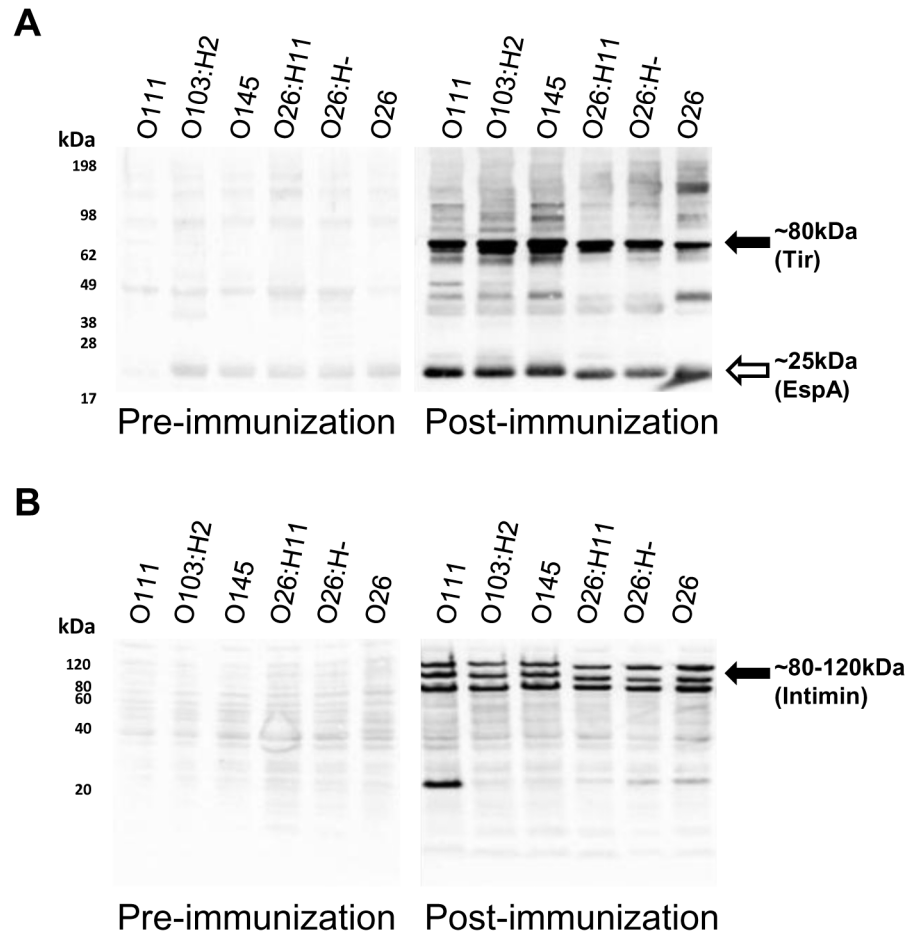 A
O111 O103:H2 O145 O26:H11 O26:H- O26 O111 O103:H2 O145 O26:H11 O26:H- O26
kDa
198
98
62
49
38
28
17
~80kDa
(Tir)
~25kDa
(EspA)
Pre-immunization Post-immunization
B
O111 O103:H2 O145 O26:H11 O26:H- O26 O111 O103:H2 O145 O26:H11 O26:H- O26
kDa
120
80
60
40
20
~80-120kDa
(Intimin)
Pre-immunization Post-immunization